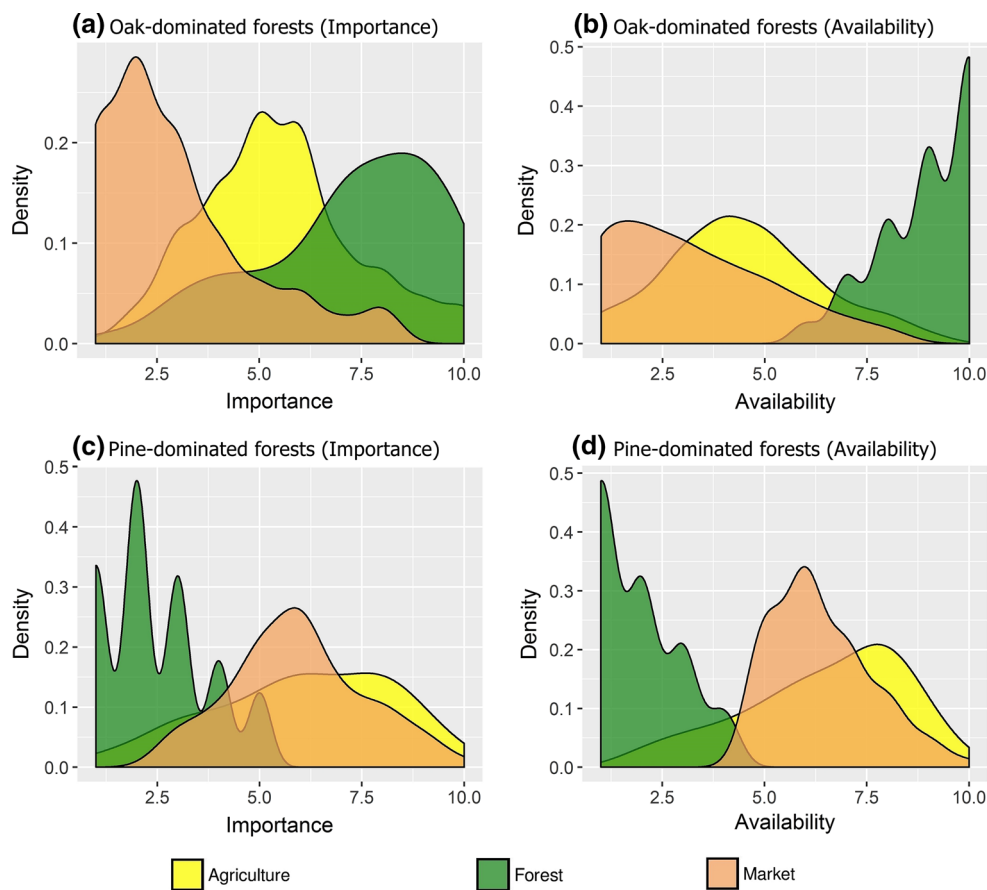 (a) Oak-dominated forests (Importance)
Density
0.2
0.1
0.0
2.5 5.0 7.5 10.0
Importance
(b) Oak-dominated forests (Availability)
Density
0.5
0.4
0.3
0.2
0.1
0.0
2.5 5.0 7.5 10.0
Availability
(c) Pine-dominated forests (Importance)
Density
0.5
0.4
0.3
0.2
0.1
0.0
2.5 5.0 7.5 10.0
Importance
(d) Pine-dominated forests (Availability)
Density
0.5
0.4
0.3
0.2
0.1
0.0
2.5 5.0 7.5 10.0
Availability
Agriculture Forest Market